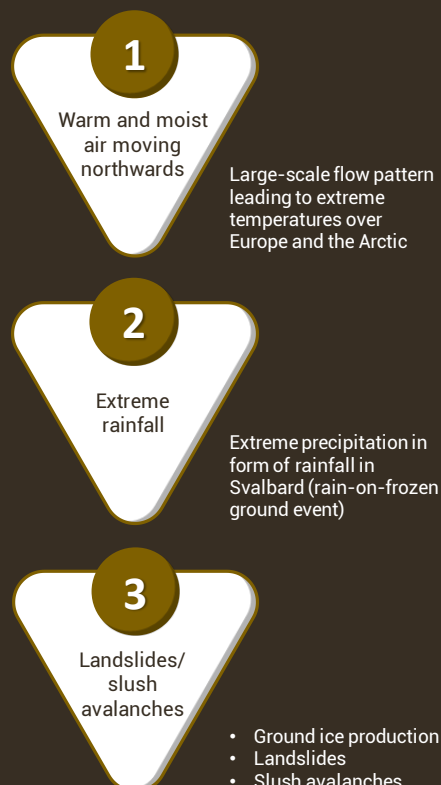 1
Warm and moist
air moving
northwards
Large-scale flow pattern
leading to extreme
temperatures over
Europe and the Arctic
2
Extreme
rainfall
Extreme precipitation in
form of rainfall in
Svalbard (rain-on-frozen
ground event)
3
Landslides/
slush
avalanches
• Ground ice production
• Landslides
• Slush avalanches